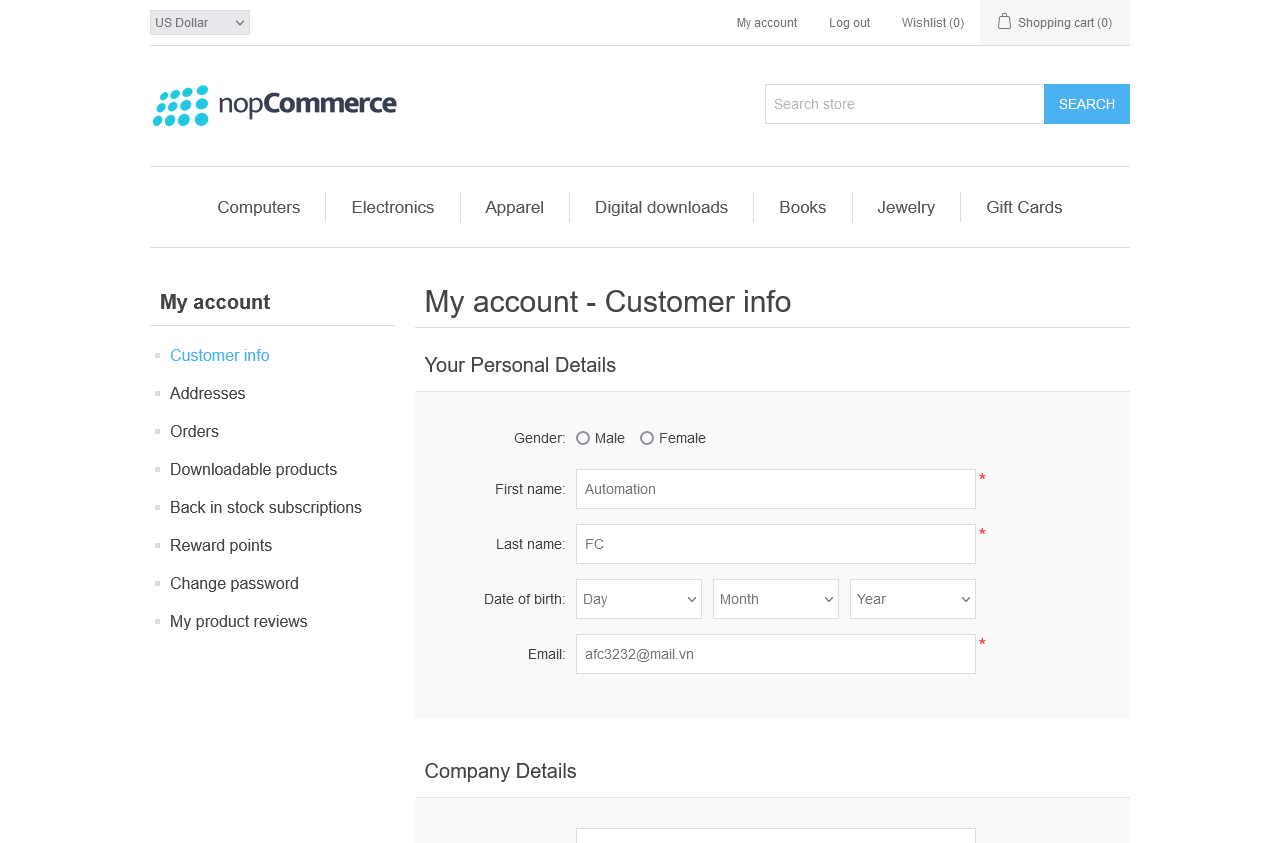 US Dollar
My account Log out Wishlist (0) Shopping cart (0)
nopCommerce
Search store SEARCH
Computers Electronics Apparel Digital downloads Books Jewelry Gift Cards
My account
Customer info
Addresses
Orders
Downloadable products
Back in stock subscriptions
Reward points
Change password
My product reviews
My account - Customer info
Your Personal Details
Gender: Male Female
First name: Automation *
Last name: FC *
Date of birth: Day Month Year
Email: afc3232@mail.vn *
Company Details